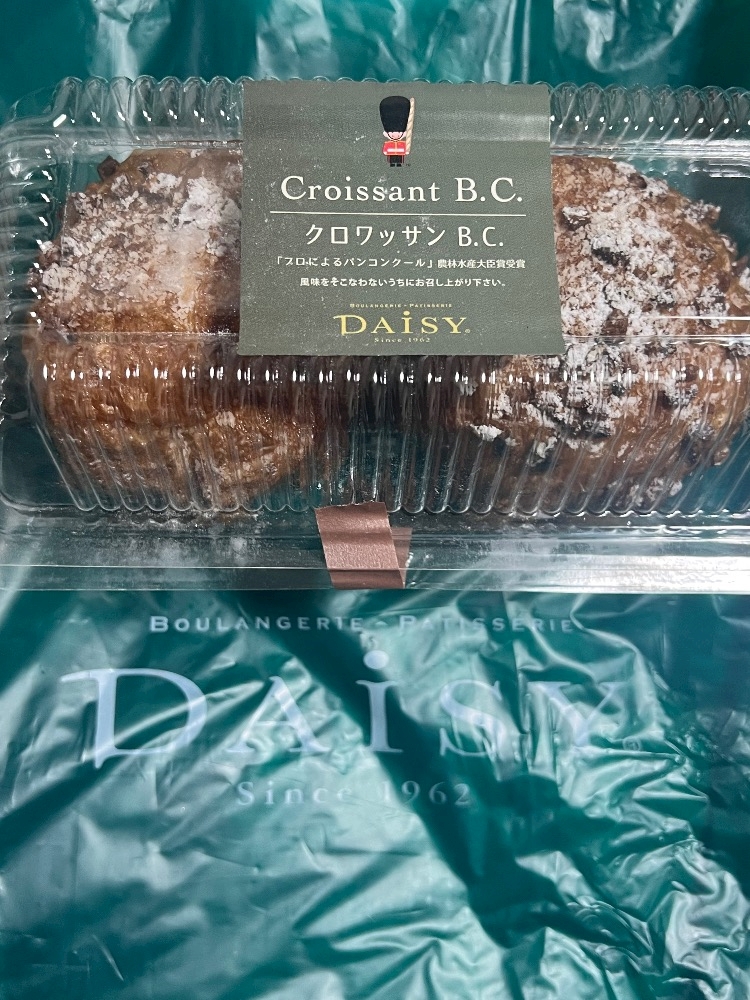 Croissant B.C.
クロワッサン B.C.
「プロによるパンコンクール」農林水産大臣賞受賞
風味をそこなわないうちにお召し上がり下さい。
BOULANGERIE - PATISSERIE
DAiSY®
Since 1962
BOULANGERTE - PATISSERIE
DAiSY®
Since 1962